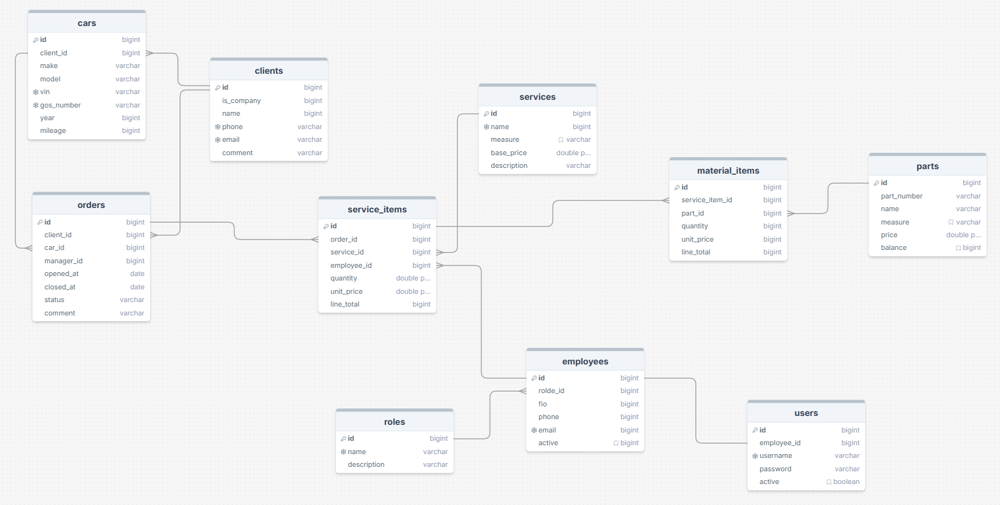 cars
id bigint
client_id bigint
make varchar
model varchar
vin varchar
gos_number varchar
year bigint
mileage bigint
clients
id bigint
is_company bigint
name bigint
phone varchar
email varchar
comment varchar
services
id bigint
name bigint
measure varchar
base_price double p...
description varchar
material_items
id bigint
service_item_id bigint
part_id bigint
quantity bigint
unit_price bigint
line_total bigint
parts
id bigint
part_number varchar
name varchar
measure varchar
price double p...
balance bigint
orders
id bigint
client_id bigint
car_id bigint
manager_id bigint
opened_at date
closed_at date
status varchar
comment varchar
service_items
id bigint
order_id bigint
service_id bigint
employee_id bigint
quantity double p...
unit_price double p...
line_total bigint
employees
id bigint
rolde_id bigint
fio bigint
phone bigint
email bigint
active bigint
roles
id bigint
name varchar
description varchar
users
id bigint
employee_id bigint
username varchar
password varchar
active boolean